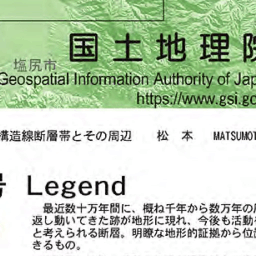 国土地理院
塩尻市
Geospatial Information Authority of Jap
https://www.gsi.go
構造線断層帯とその周辺 松本 MATSUMOT
号 Legend
最近数十万年間に、概ね千年から数万年の
返し動いてきた跡が地形に現れ、今後も活動
と考えられる断層。明瞭な地形的証拠から位
きるもの。